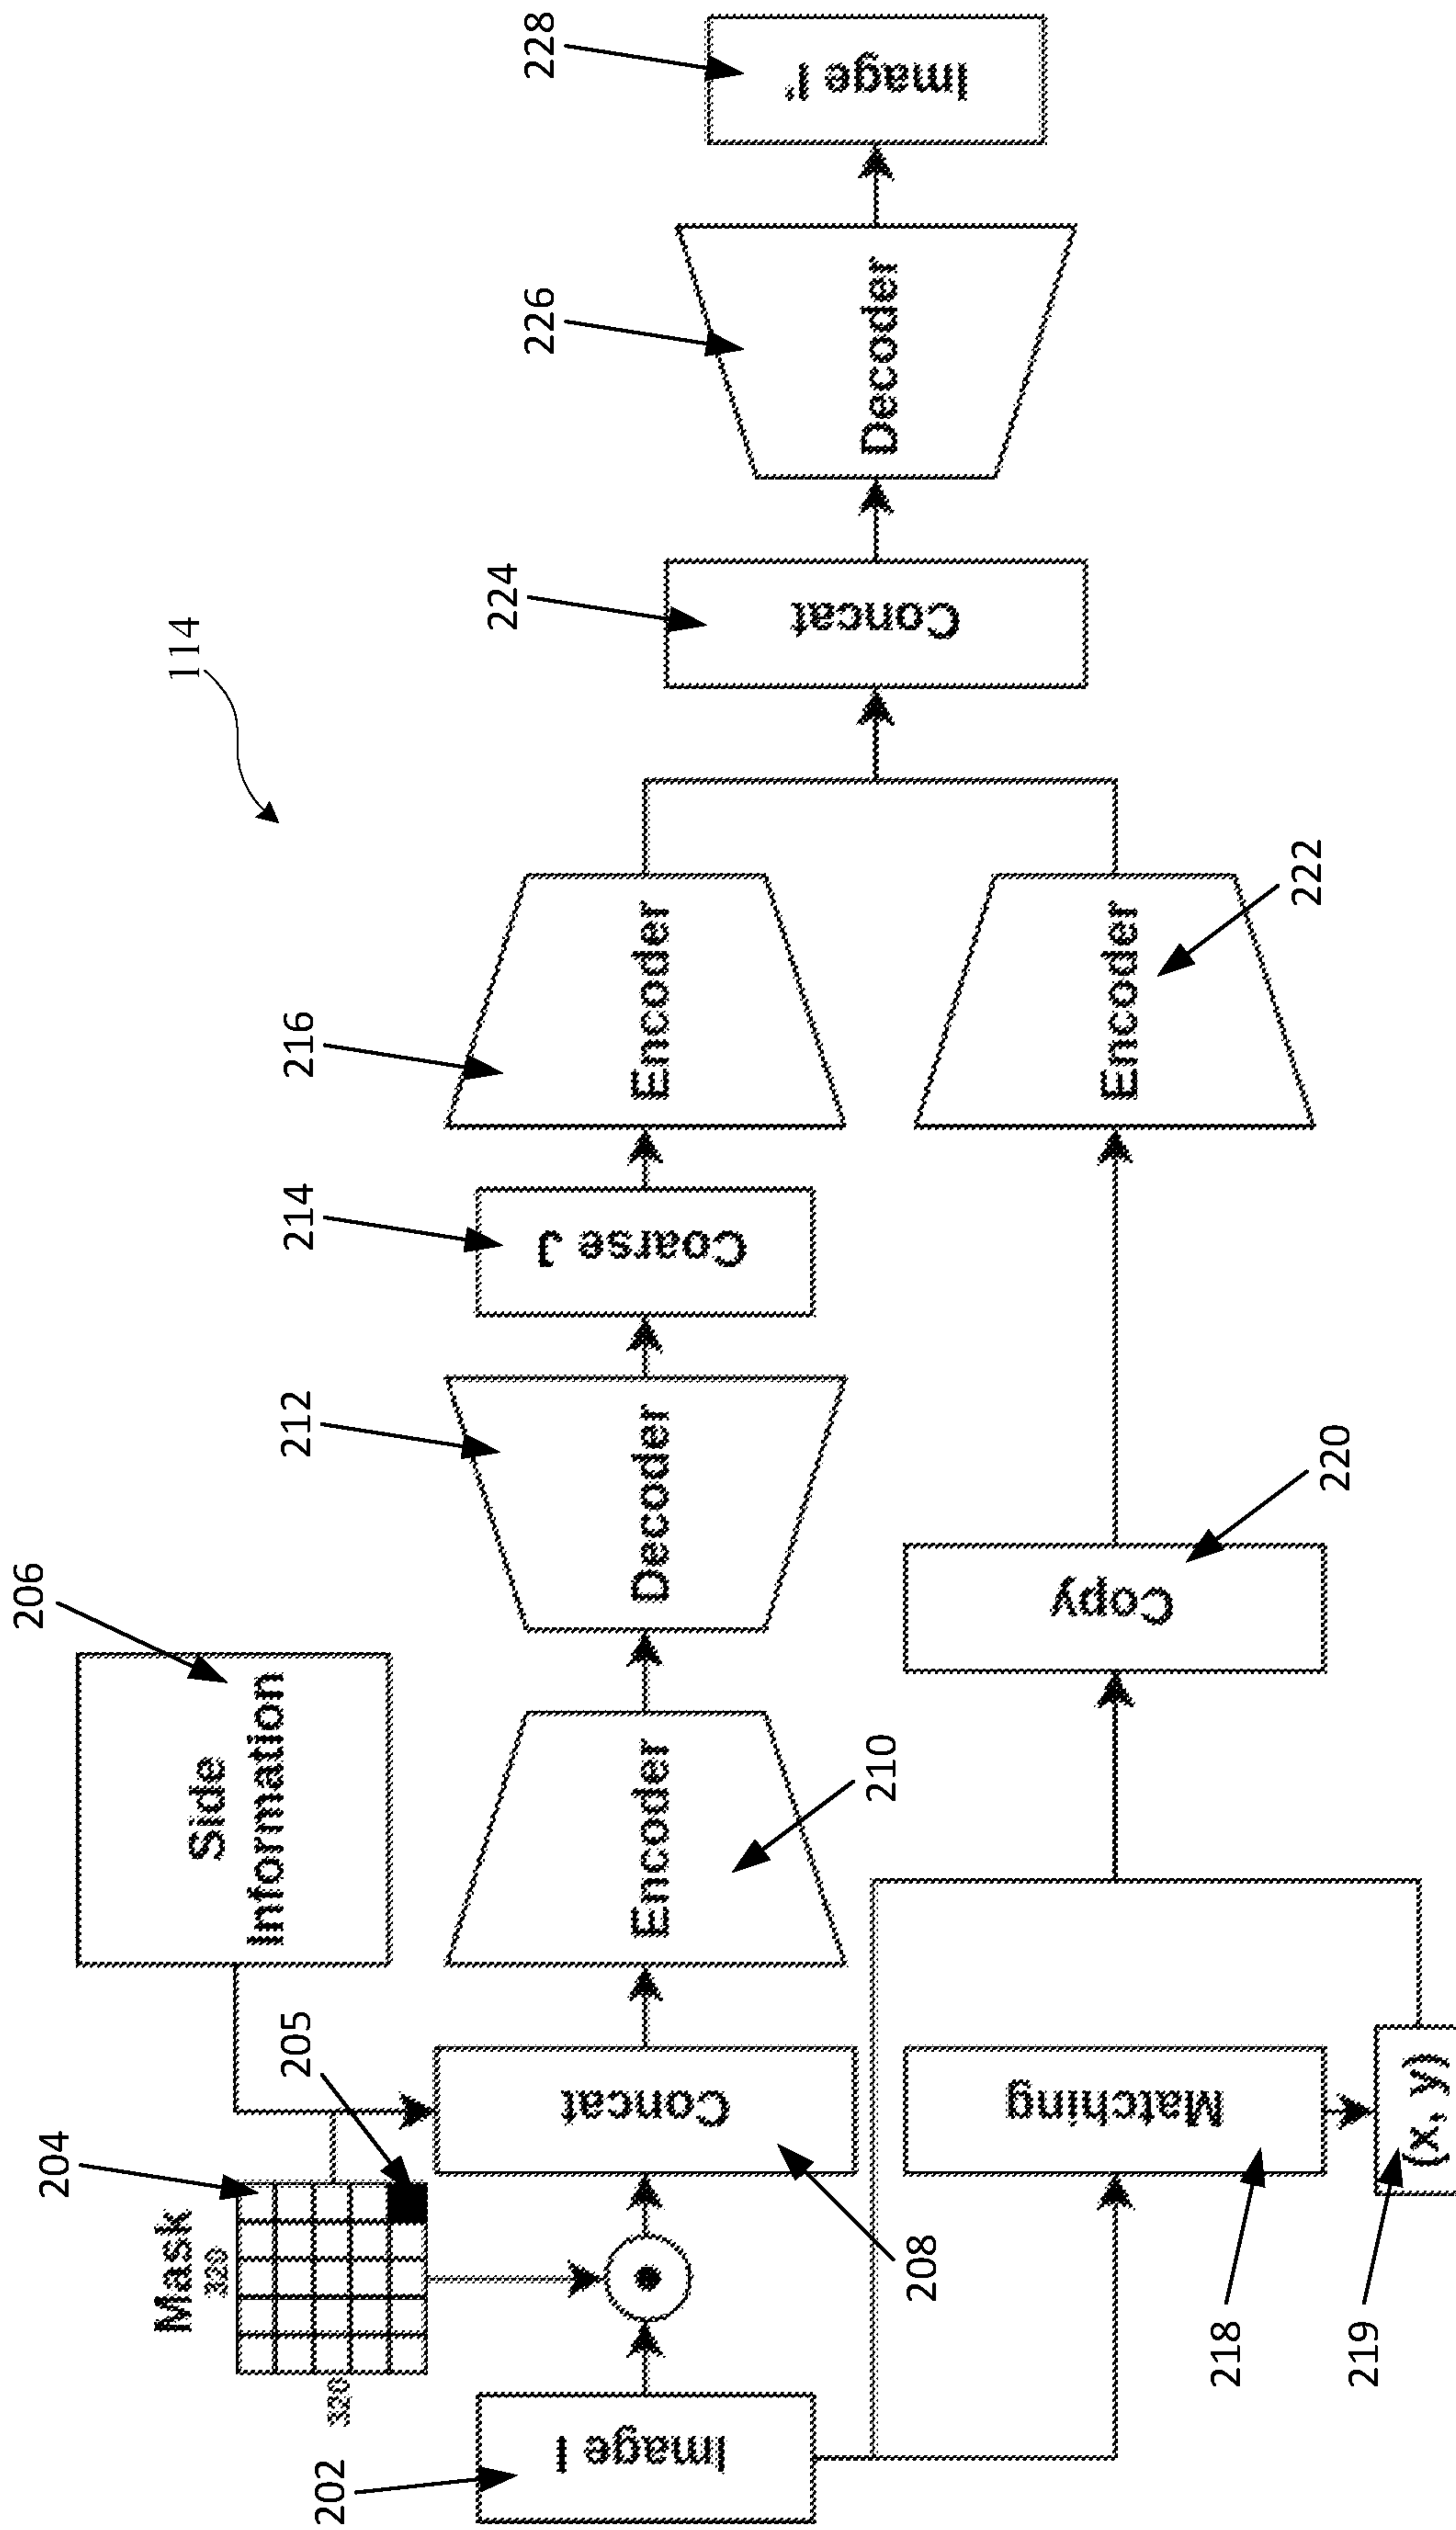 114
Mask
320
320
204
205
Side
Information
206
Image I
202
Concat
208
Encoder
210
Decoder
212
Coarse J
214
Encoder
216
Matching
218
(x, y)
219
Copy
220
Encoder
222
Concat
224
Decoder
226
Image I'
228